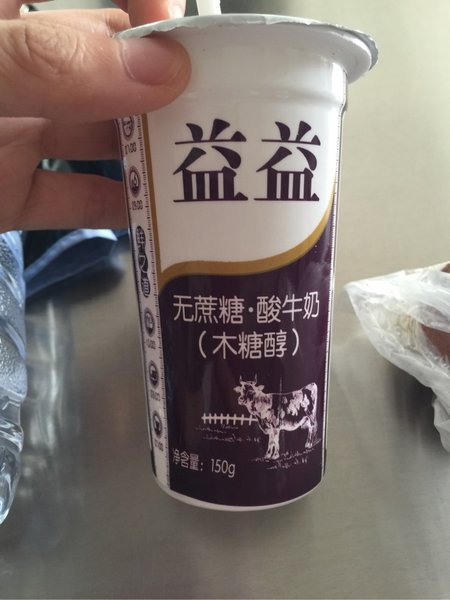 益益
无蔗糖·酸牛奶
（木糖醇）
净含量：150g